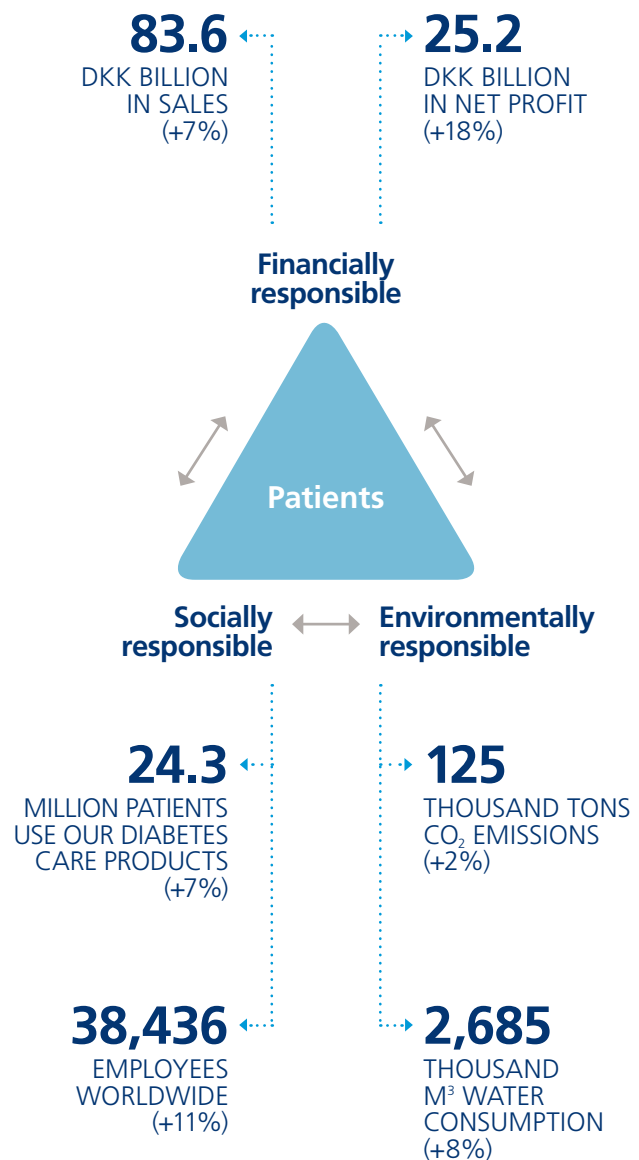 83.6
DKK BILLION
IN SALES
(+7%)
25.2
DKK BILLION
IN NET PROFIT
(+18%)
Financially
responsible
Patients
Socially
responsible
Environmentally
responsible
24.3
MILLION PATIENTS
USE OUR DIABETES
CARE PRODUCTS
(+7%)
125
THOUSAND TONS
CO₂ EMISSIONS
(+2%)
38,436
EMPLOYEES
WORLDWIDE
(+11%)
2,685
THOUSAND
M³ WATER
CONSUMPTION
(+8%)